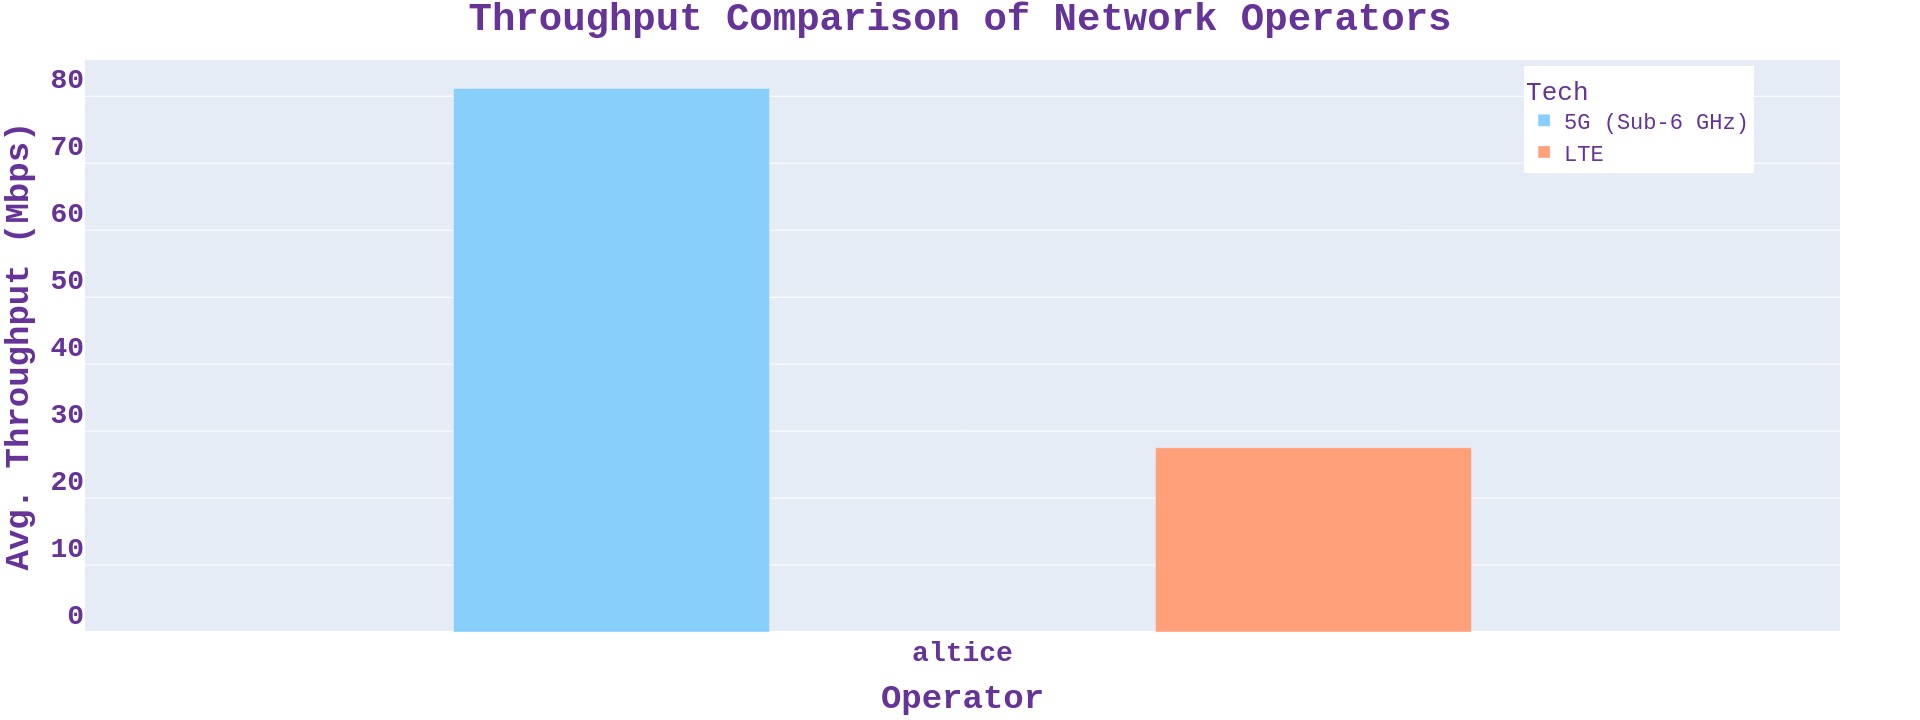 Throughput Comparison of Network Operators
Avg. Throughput (Mbps)
80
70
60
50
40
30
20
10
0
Tech
5G (Sub-6 GHz)
LTE
altice
Operator